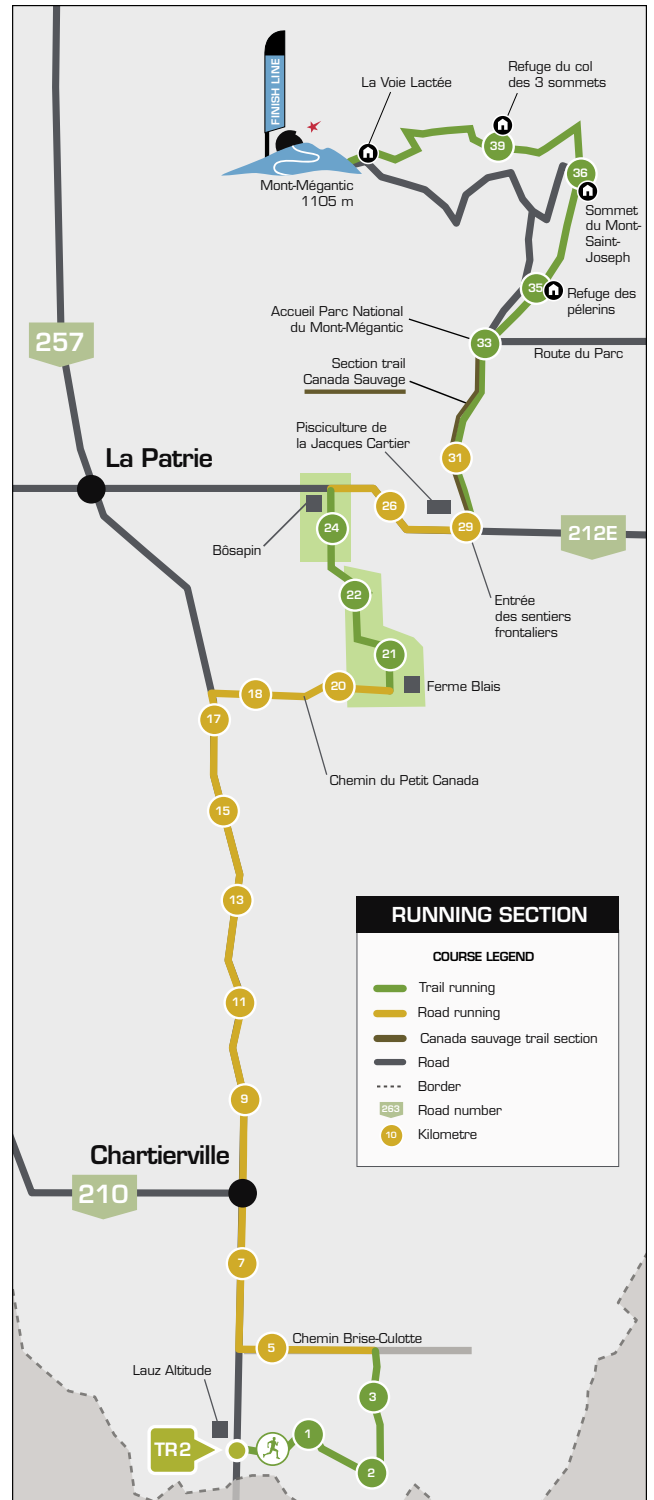 FINISH LINE
La Voie Lactée
Refuge du col
des 3 sommets
39
36
Mont-Mégantic
1105 m
Sommet
du Mont-
Saint-
Joseph
35
Refuge des
pélerins
Accueil Parc National
du Mont-Mégantic
33
Route du Parc
257
Section trail
Canada Sauvage
Pisciculture de
la Jacques Cartier
31
La Patrie
26
29
212E
24
Bôsapin
22
Entrée
des sentiers
frontaliers
21
20
18
Ferme Blais
17
Chemin du Petit Canada
15
13
11
9
RUNNING SECTION
COURSE LEGEND
Trail running
Road running
Canada sauvage trail section
Road
Border
263 Road number
10 Kilometre
Chartierville
210
7
Chemin Brise-Culotte
5
Lauz Altitude
3
1
TR2
2